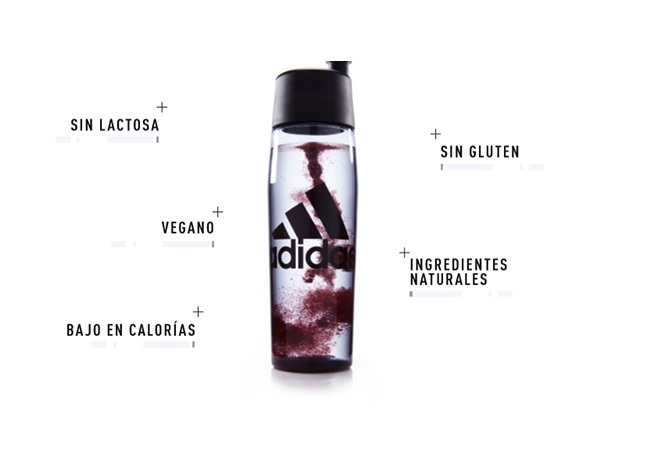 SIN LACTOSA
SIN GLUTEN
VEGANO
adidas
INGREDIENTES
NATURALES
BAJO EN CALORÍAS